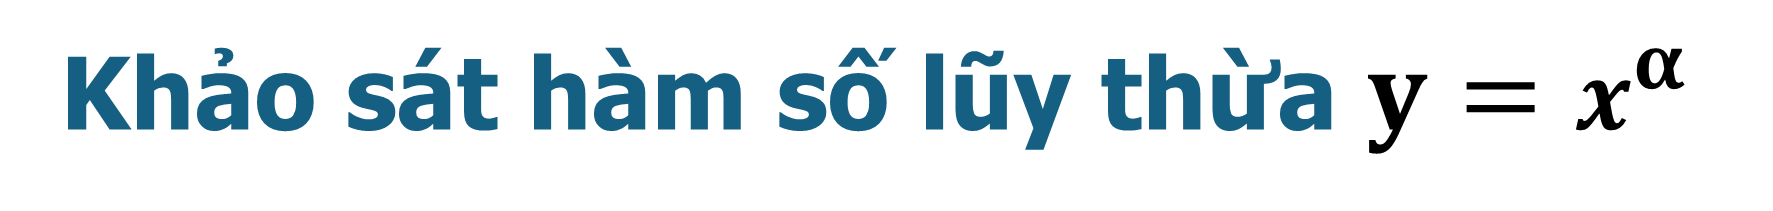 Khảo sát hàm số lũy thừa y = x^α